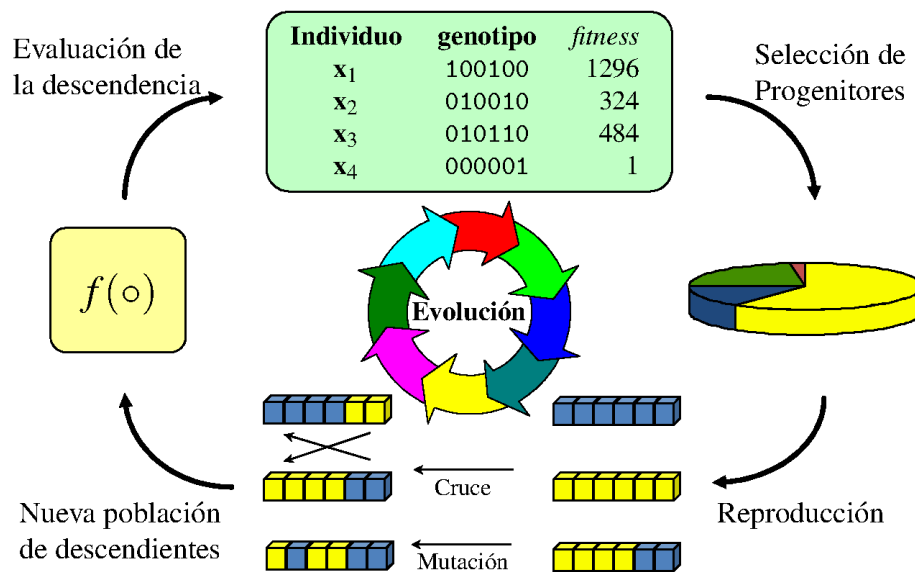 Evaluación de
la descendencia
Individuo genotipo fitness
x1 100100 1296
x2 010010 324
x3 010110 484
x4 000001 1
Selección de
Progenitores
f(∘)
Evolución
Cruce
Mutación
Reproducción
Nueva población
de descendientes